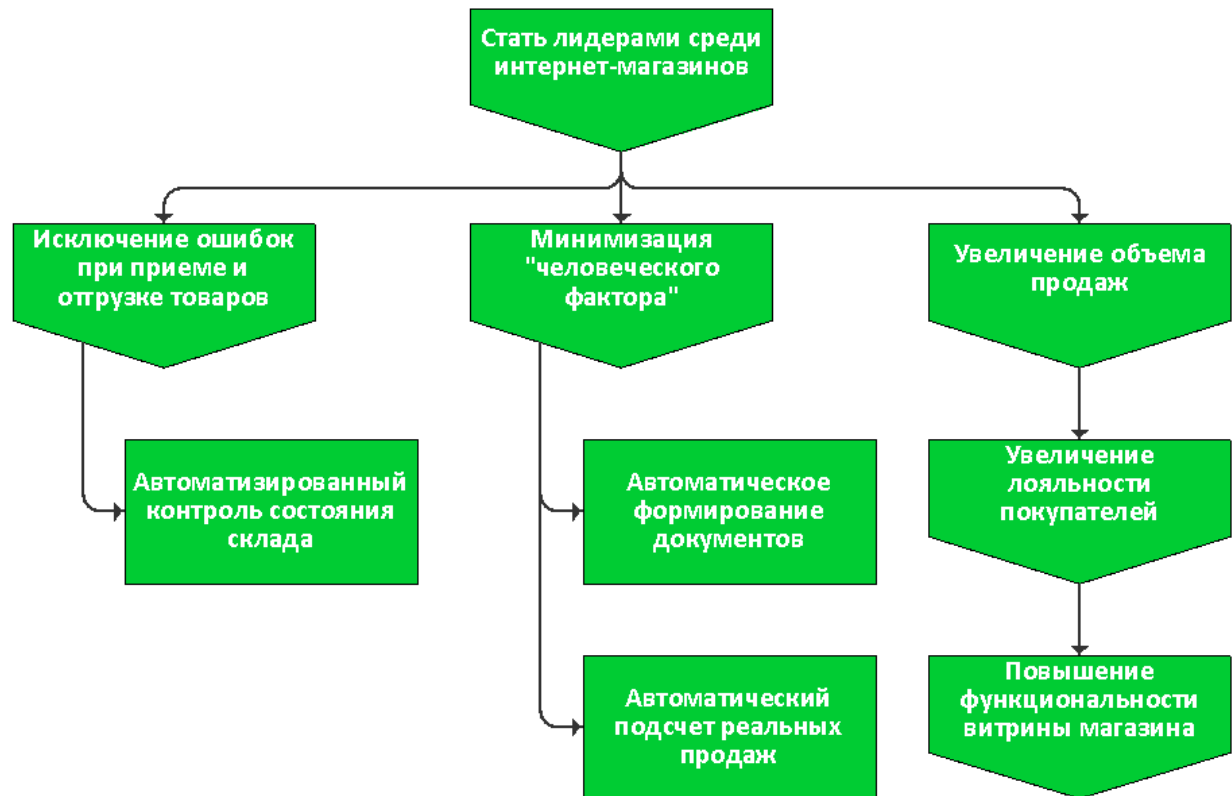 Стать лидерами среди
интернет-магазинов
Исключение ошибок
при приеме и
отгрузке товаров
Минимизация
"человеческого
фактора"
Увеличение объема
продаж
Автоматизированный
контроль состояния
склада
Автоматическое
формирование
документов
Увеличение
лояльности
покупателей
Автоматический
подсчет реальных
продаж
Повышение
функциональности
витрины магазина